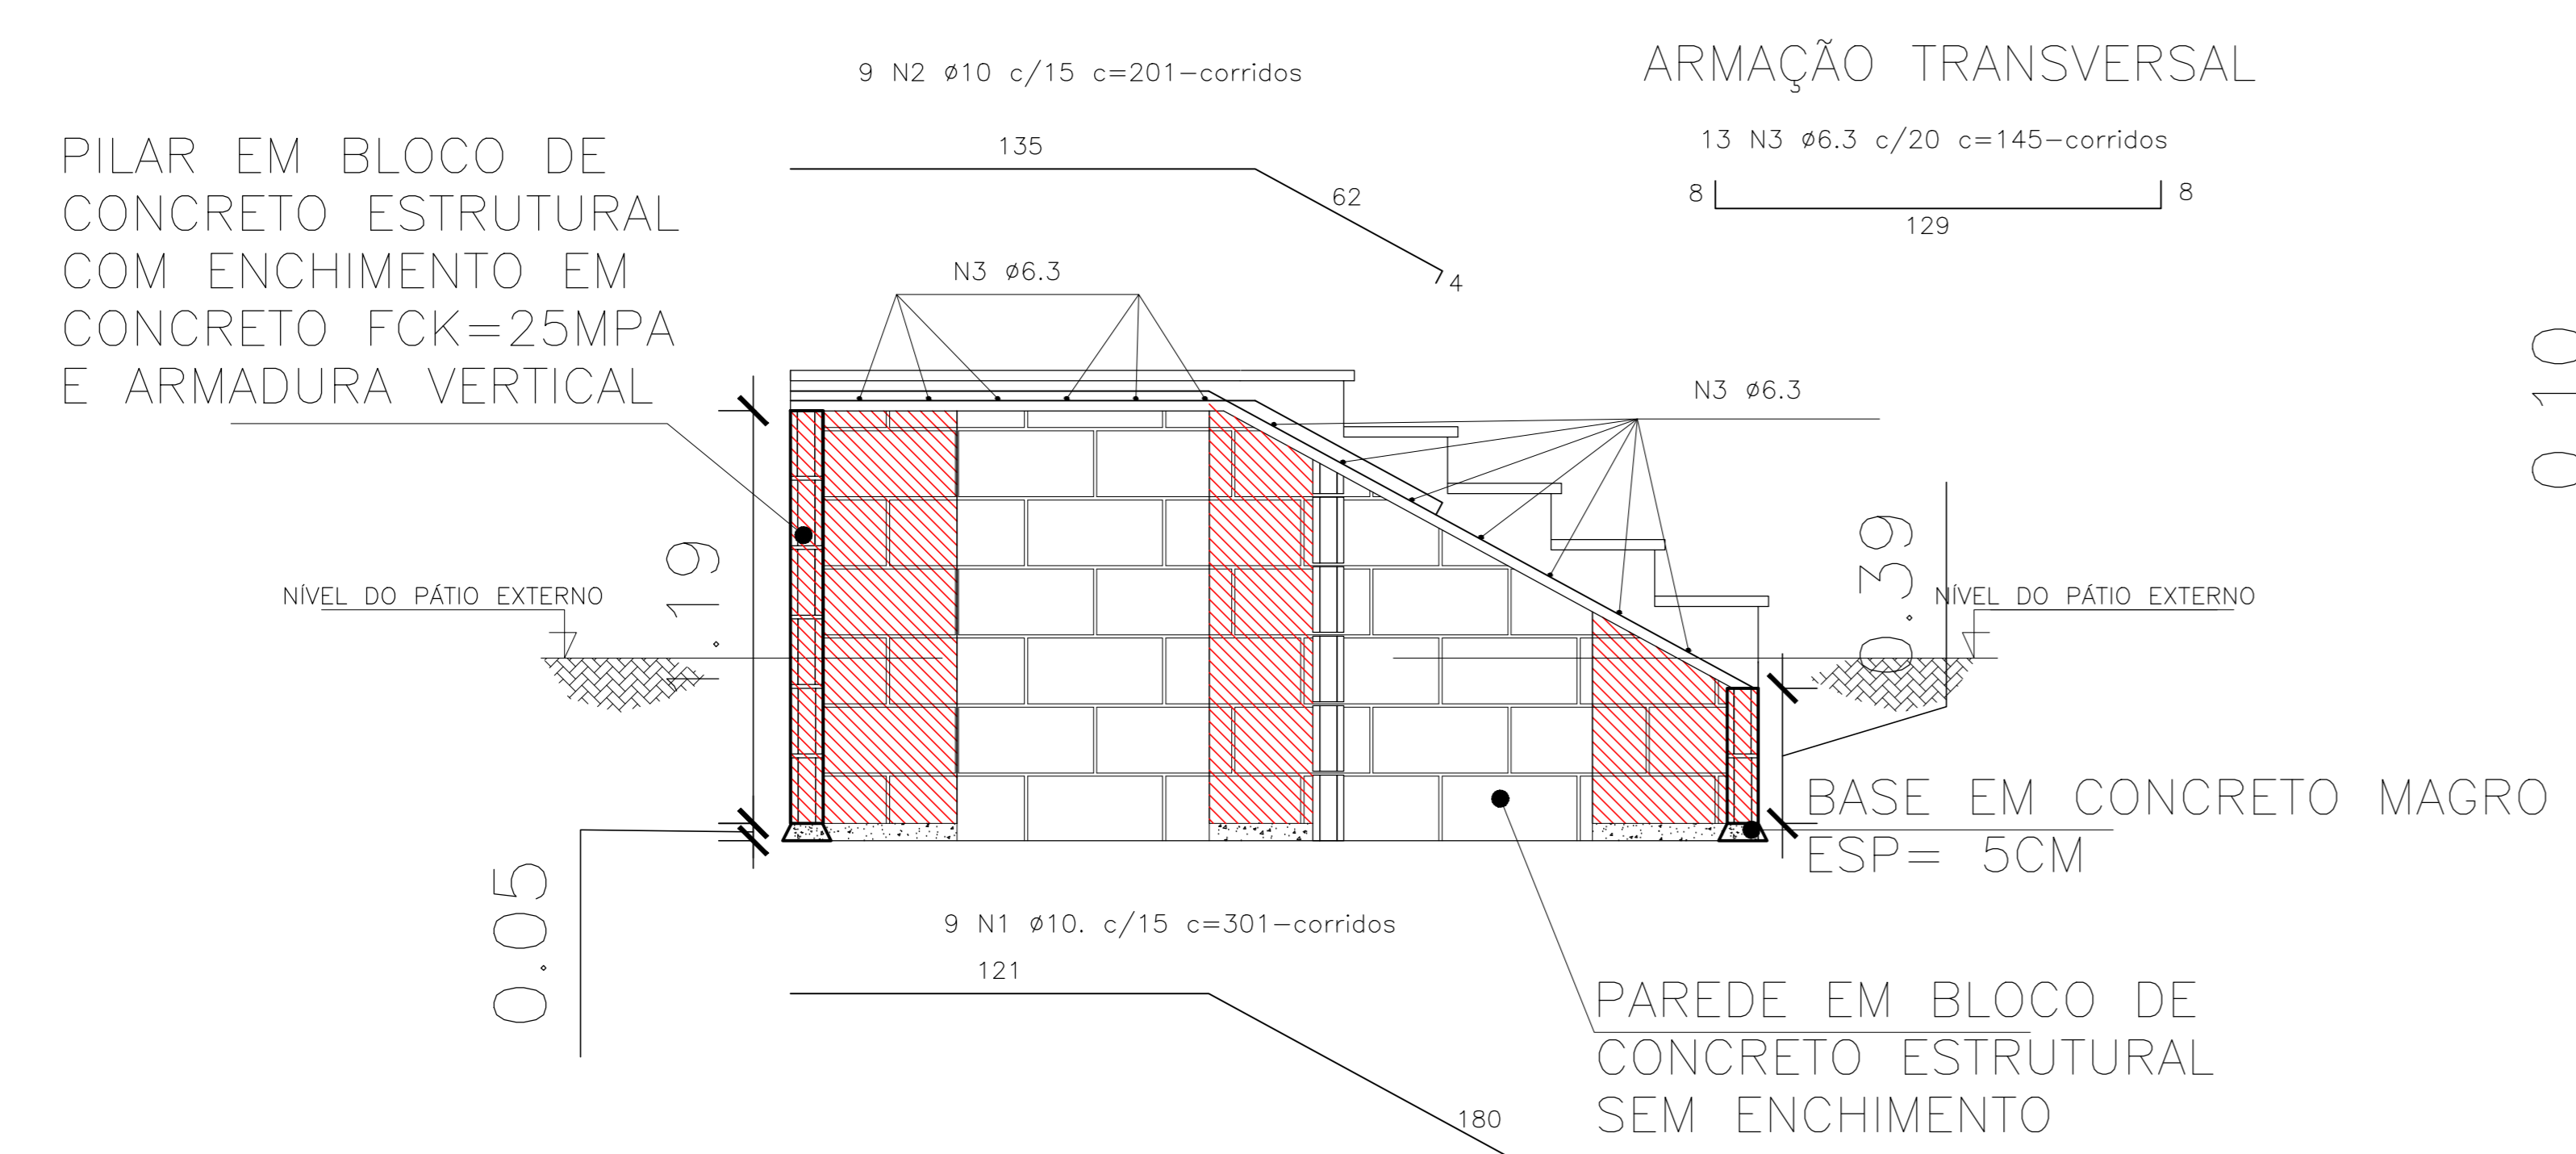 9 N2 ø10 c/15 c=201-corridos
135
62
4
ARMAÇÃO TRANSVERSAL
13 N3 ø6.3 c/20 c=145-corridos
8
8
129
PILAR EM BLOCO DE
CONCRETO ESTRUTURAL
COM ENCHIMENTO EM
CONCRETO FCK=25MPA
E ARMADURA VERTICAL
N3 ø6.3
N3 ø6.3
0.10
.19
0.39
NÍVEL DO PÁTIO EXTERNO
NÍVEL DO PÁTIO EXTERNO
0.05
BASE EM CONCRETO MAGRO
ESP= 5CM
9 N1 ø10. c/15 c=301-corridos
121
180
PAREDE EM BLOCO DE
CONCRETO ESTRUTURAL
SEM ENCHIMENTO